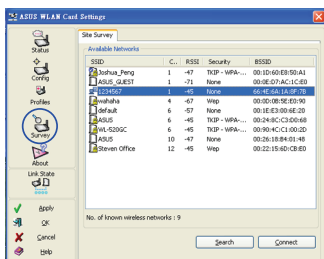 ASUS WLAN Card Settings
Status
Config
Profiles
Survey
About
Link State
Apply
OK
Cancel
Help
Site Survey
Available Networks
SSID C.. RSSI Security BSSID
Joshua_Peng 1 -47 TKIP - WPA-... 00:1D:60:E8:50:A1
ASUS_GUEST 1 -71 None 00:0E:D7:AC:1C:E0
1234567 1 -45 None 66:4E:6A:1A:8F:7B
wahaha 4 -67 Wep 00:0D:0B:5E:E0:90
default 6 -57 None 00:1E:E3:00:6E:20
ASUS 6 -45 TKIP - WPA-... 00:24:8C:C3:D0:68
WL-520GC 6 -45 TKIP - WPA-... 00:90:4C:C1:00:2D
ASUS 10 -47 None 00:26:18:B4:01:48
Steven Office 12 -45 Wep 00:22:15:6D:CB:E0
No. of known wireless networks : 9
Search
Connect